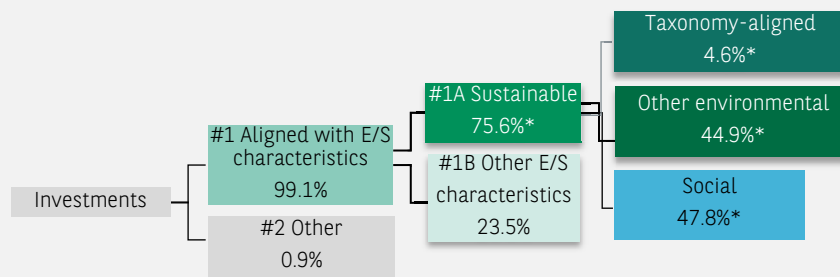 Investments
#1 Aligned with E/S
characteristics
99.1%
#2 Other
0.9%
#1A Sustainable
75.6%*
#1B Other E/S
characteristics
23.5%
Taxonomy-aligned
4.6%*
Other environmental
44.9%*
Social
47.8%*